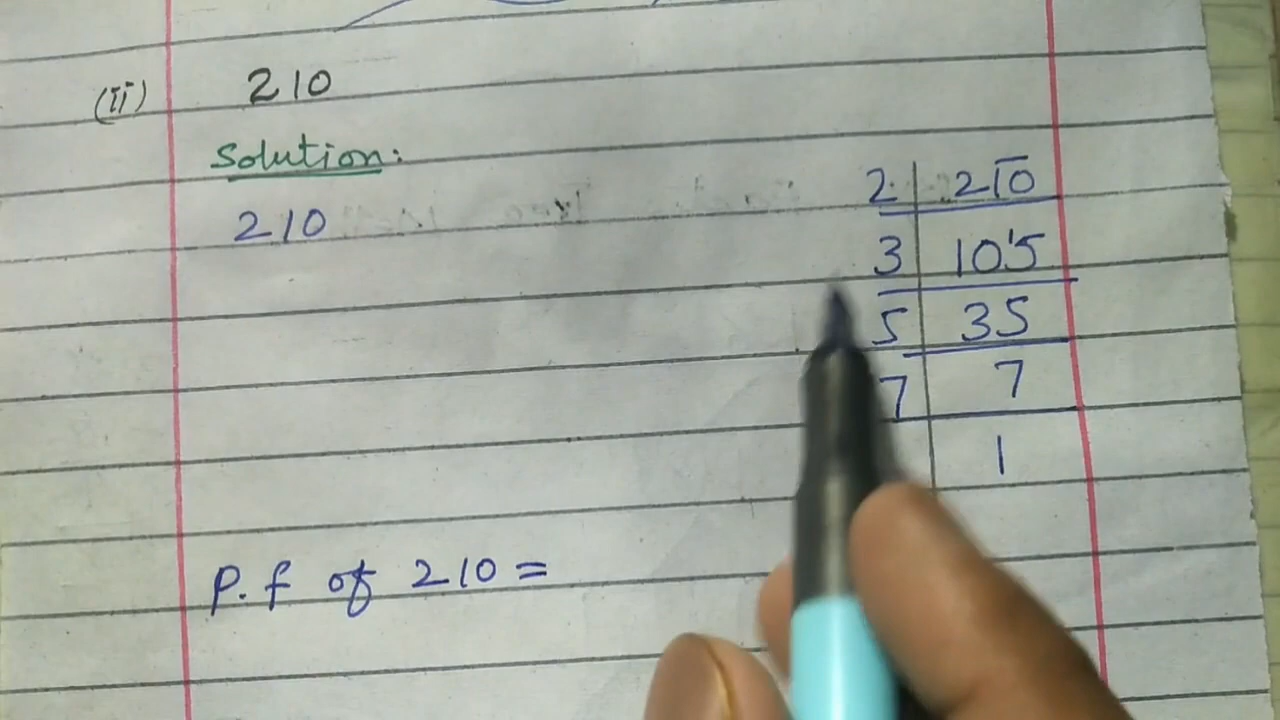 (ii) 210
Solution:
210
2 | 210
3 | 105
5 | 35
7 | 7
1
P.f of 210 =